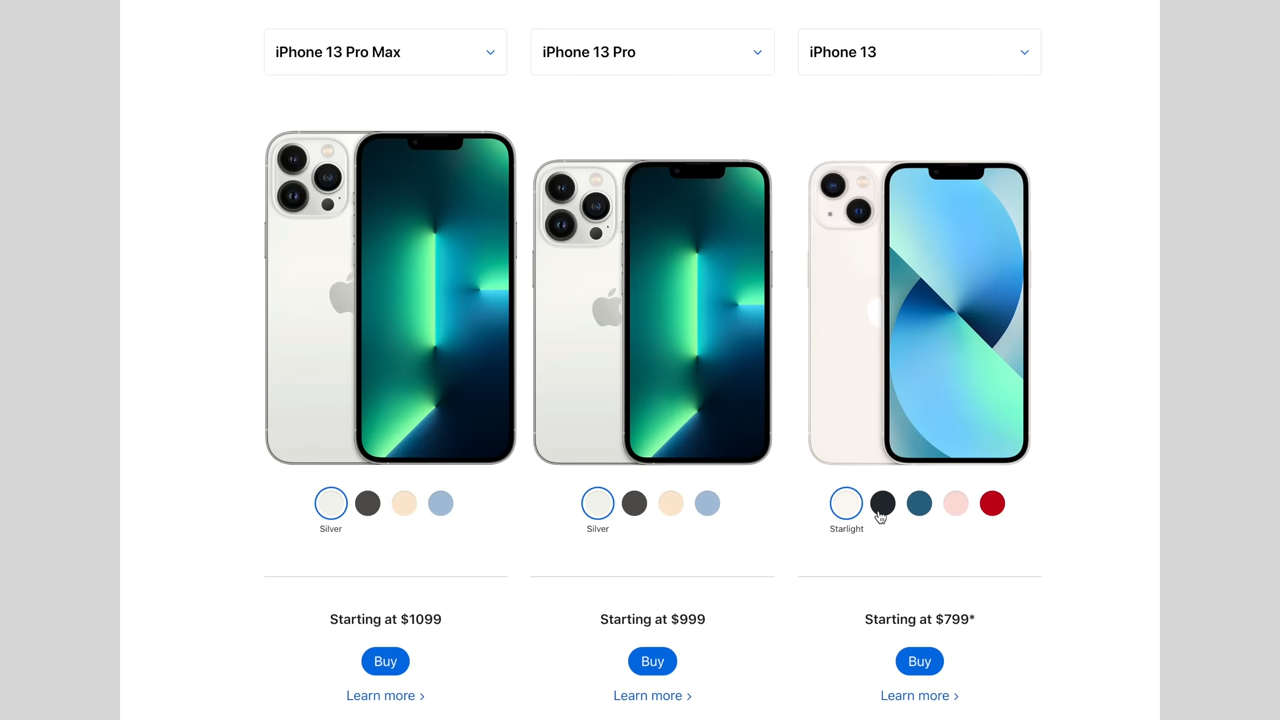 iPhone 13 Pro Max
iPhone 13 Pro
iPhone 13
Silver
Silver
Starlight
Starting at $1099
Starting at $999
Starting at $799*
Buy
Buy
Buy
Learn more >
Learn more >
Learn more >